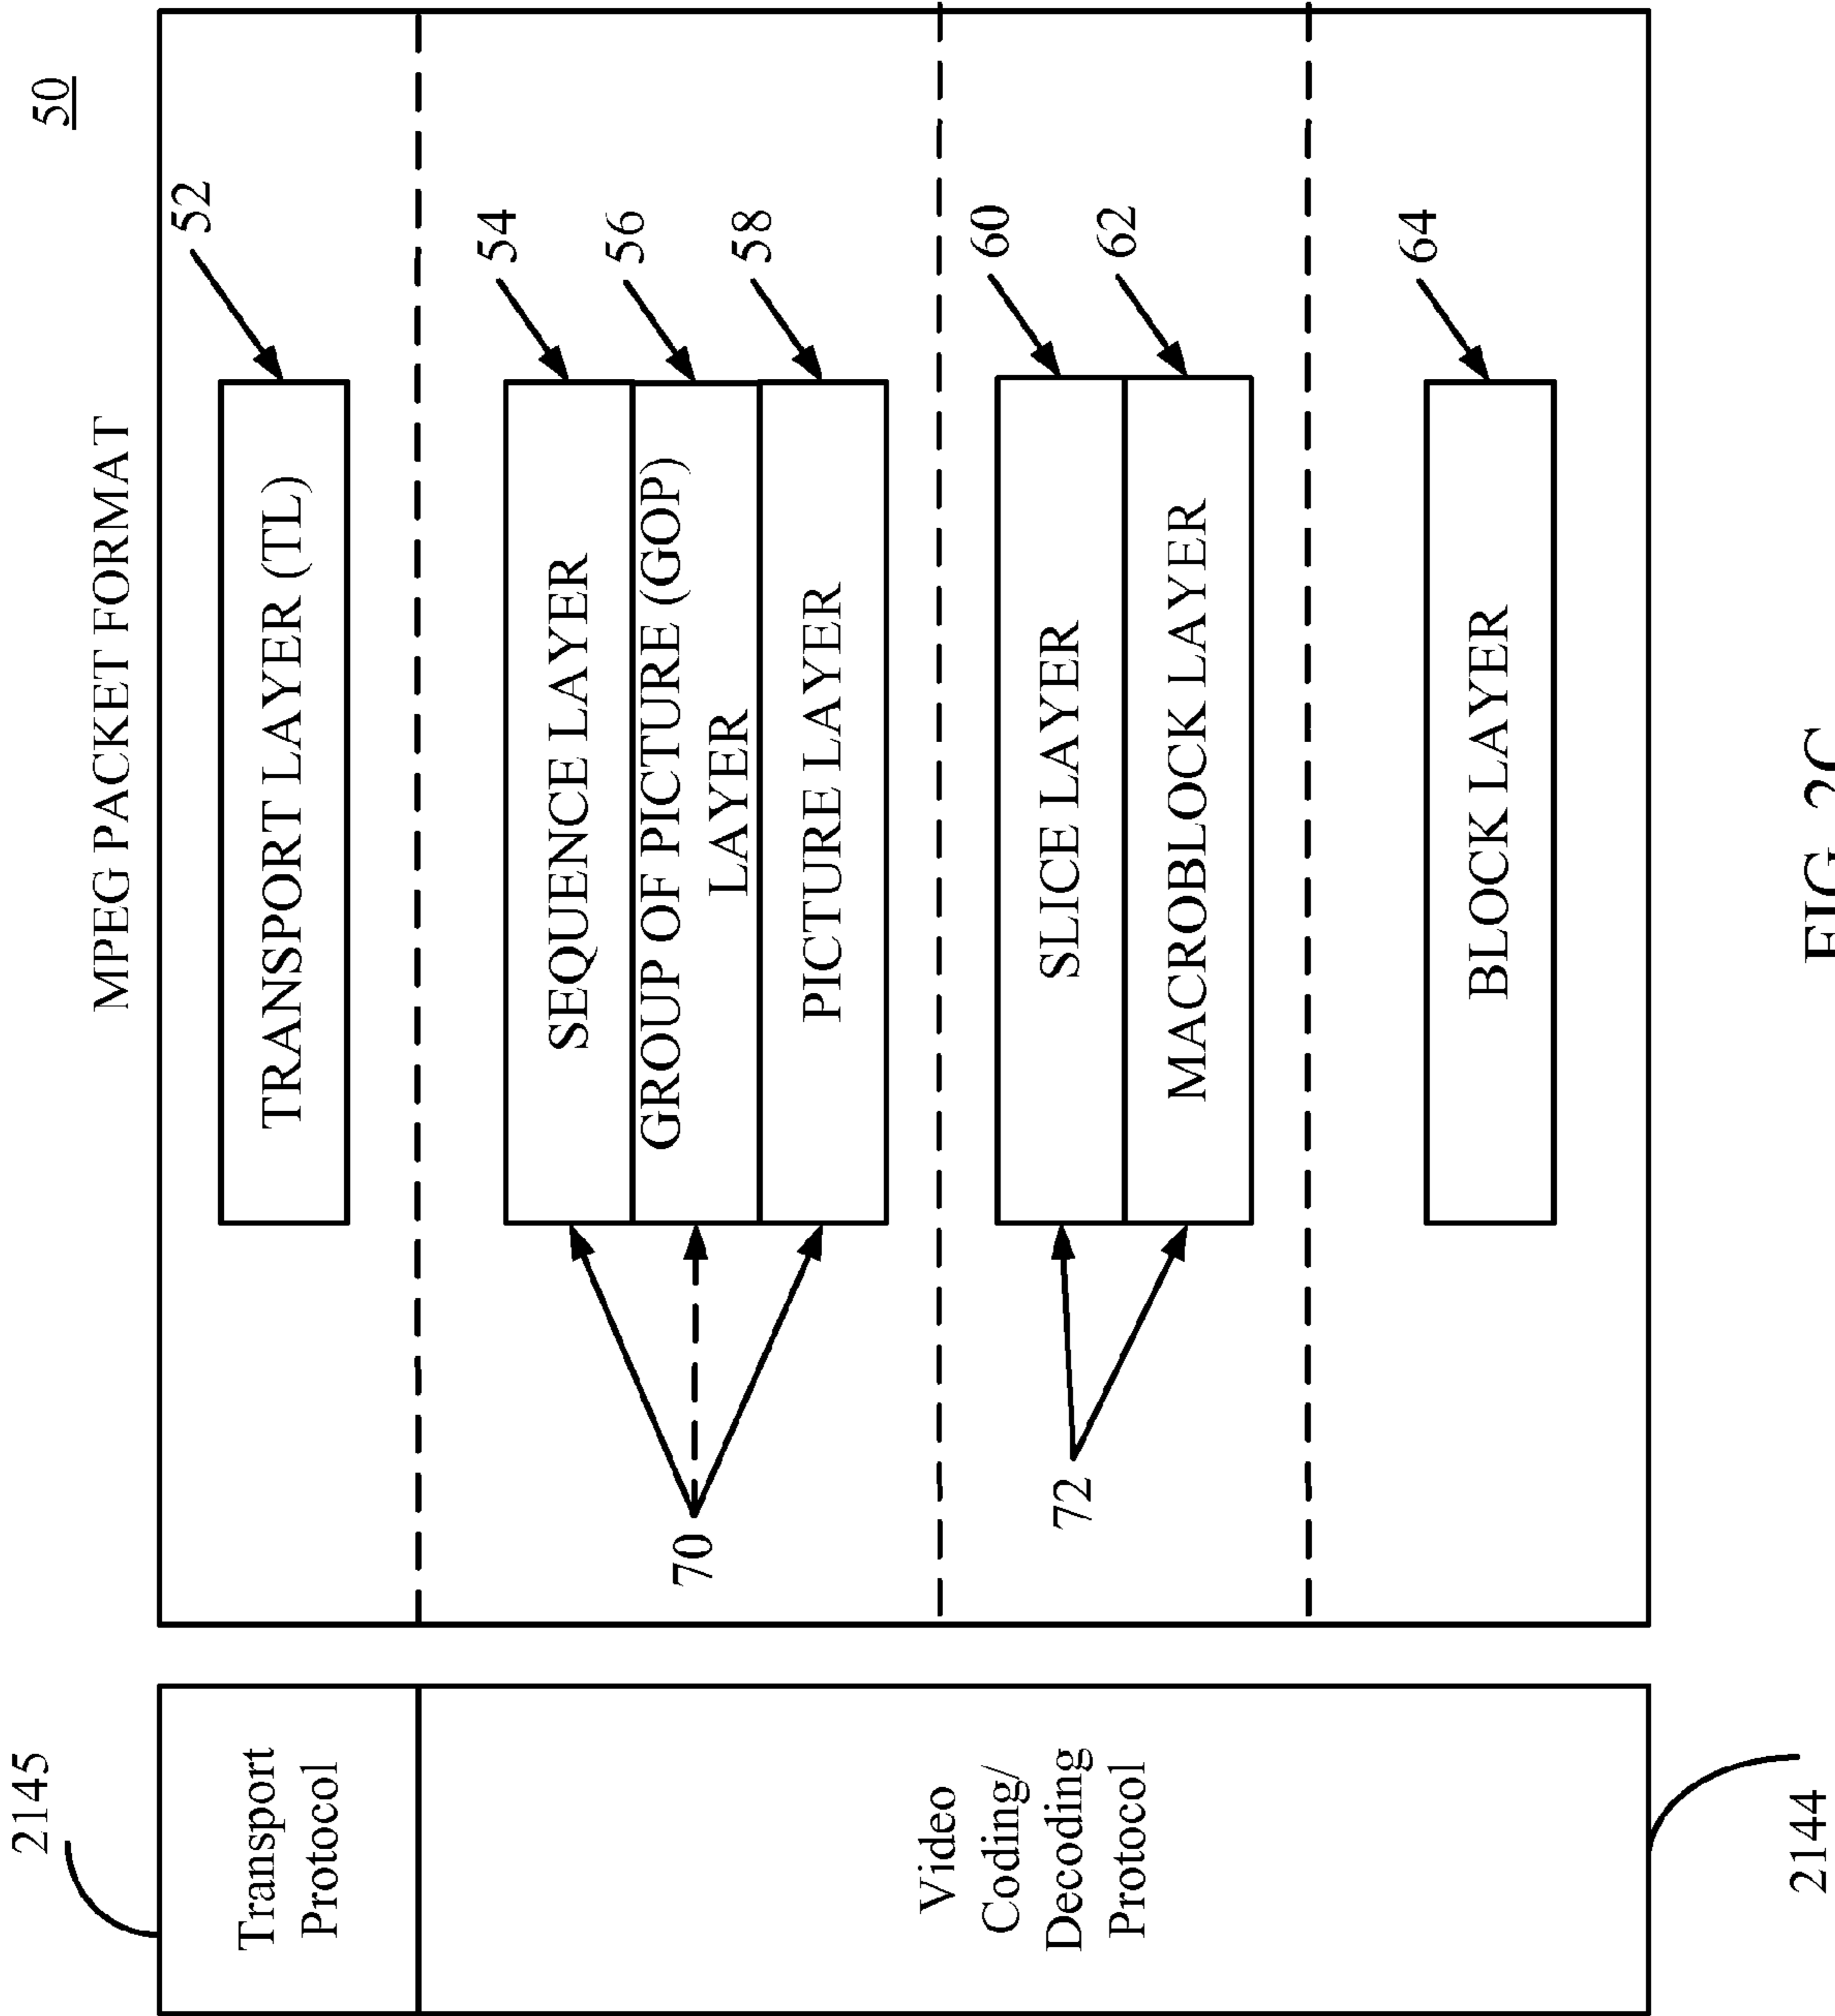 MPEG PACKET FORMAT
50
2145
Transport
Protocol
TRANSPORT LAYER (TL)
52
Video
Coding/
Decoding
Protocol
70
SEQUENCE LAYER
54
GROUP OF PICTURE (GOP)
LAYER
56
PICTURE LAYER
58
72
SLICE LAYER
60
MACROBLOCK LAYER
62
BLOCK LAYER
64
2144
FIG. 2C